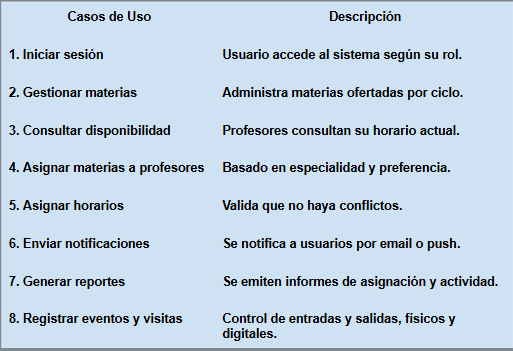 Casos de Uso Descripción
1. Iniciar sesión Usuario accede al sistema según su rol.
2. Gestionar materias Administra materias ofertadas por ciclo.
3. Consultar disponibilidad Profesores consultan su horario actual.
4. Asignar materias a profesores Basado en especialidad y preferencia.
5. Asignar horarios Valida que no haya conflictos.
6. Enviar notificaciones Se notifica a usuarios por email o push.
7. Generar reportes Se emiten informes de asignación y actividad.
8. Registrar eventos y visitas Control de entradas y salidas, físicos y
digitales.